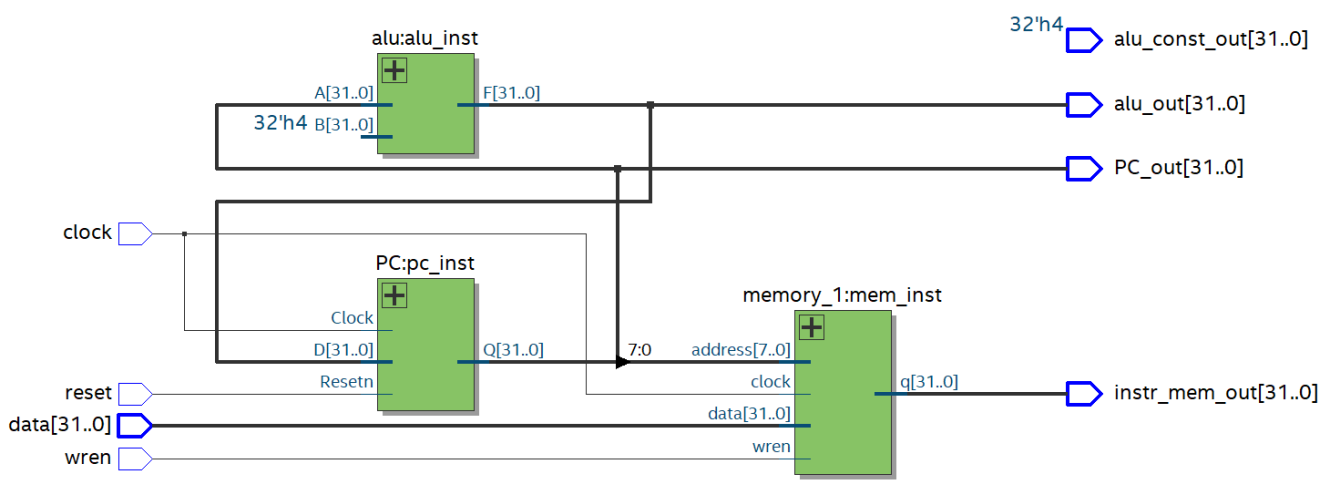 32'h4
alu_const_out[31..0]
alu:alu_inst
A[31..0]
F[31..0]
alu_out[31..0]
32'h4 B[31..0]
PC_out[31..0]
clock
PC:pc_inst
memory_1:mem_inst
Clock
D[31..0]
Q[31..0]
7:0
address[7..0]
Resetn
clock
q[31..0]
reset
instr_mem_out[31..0]
data[31..0]
data[31..0]
wren
wren